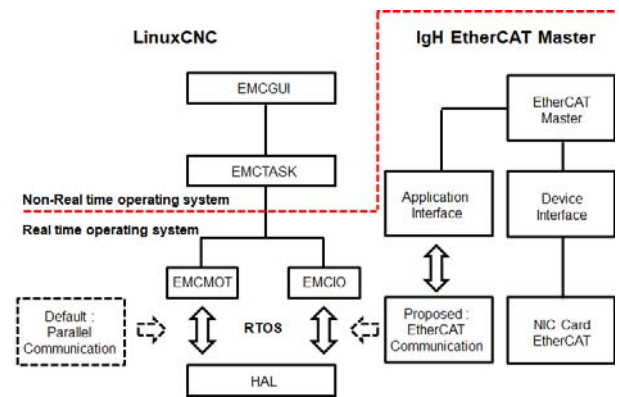 LinuxCNC
IgH EtherCAT Master
EMCGUI
EtherCAT
Master
EMCTASK
Application
Interface
Device
Interface
Non-Real time operating system
Real time operating system
EMCMOT
EMCIO
Default :
Parallel
Communication
RTOS
Proposed :
EtherCAT
Communication
NIC Card
EtherCAT
HAL